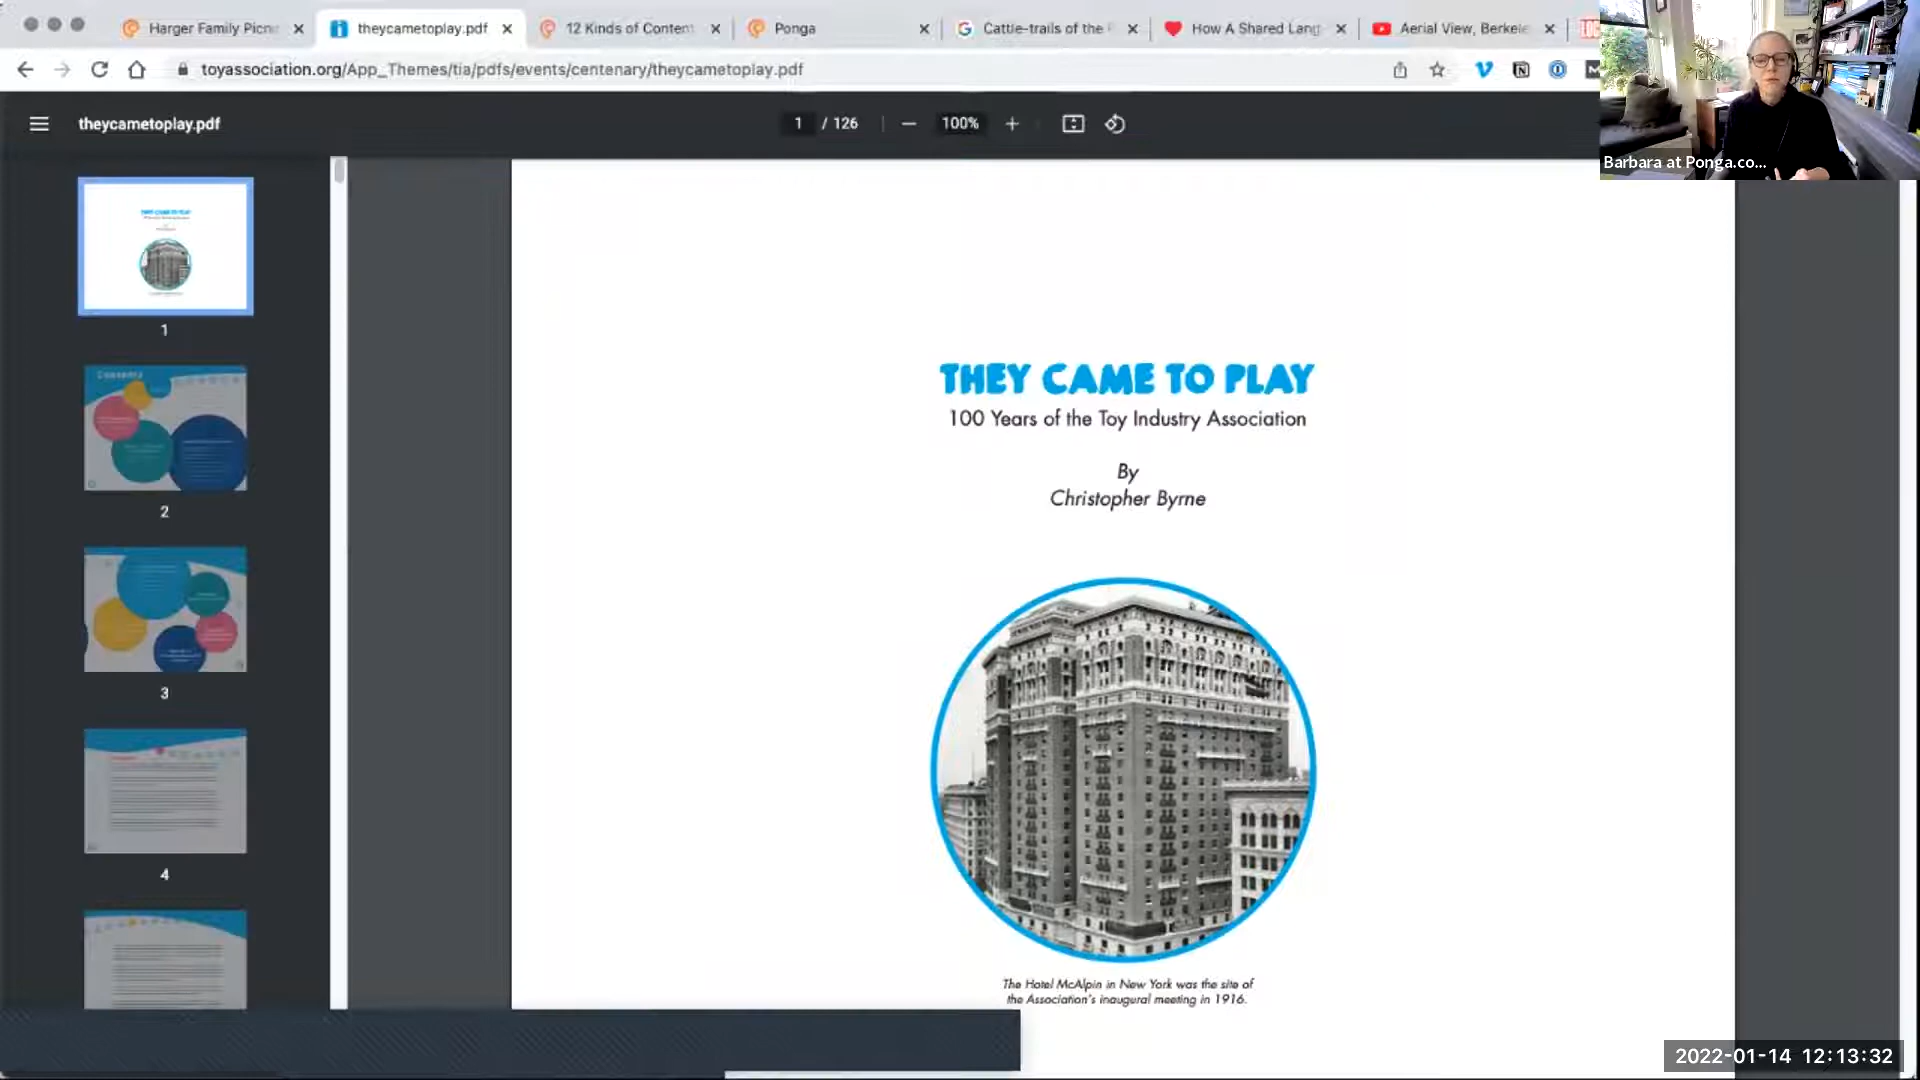 Harger Family Picni
theycametoplay.pdf
12 Kinds of Content
Ponga
Cattle-trails of the
How A Shared Lang
Aerial View, Berkele
toyassociation.org/App_Themes/tia/pdfs/events/centenary/theycametoplay.pdf
Barbara at Ponga.co...
theycametoplay.pdf
1 / 126
100%
1
2
3
4
THEY CAME TO PLAY
100 Years of the Toy Industry Association
By
Christopher Byrne
The Hotel McAlpin in New York was the site of
the Association's inaugural meeting in 1916.
2022-01-14 12:13:32